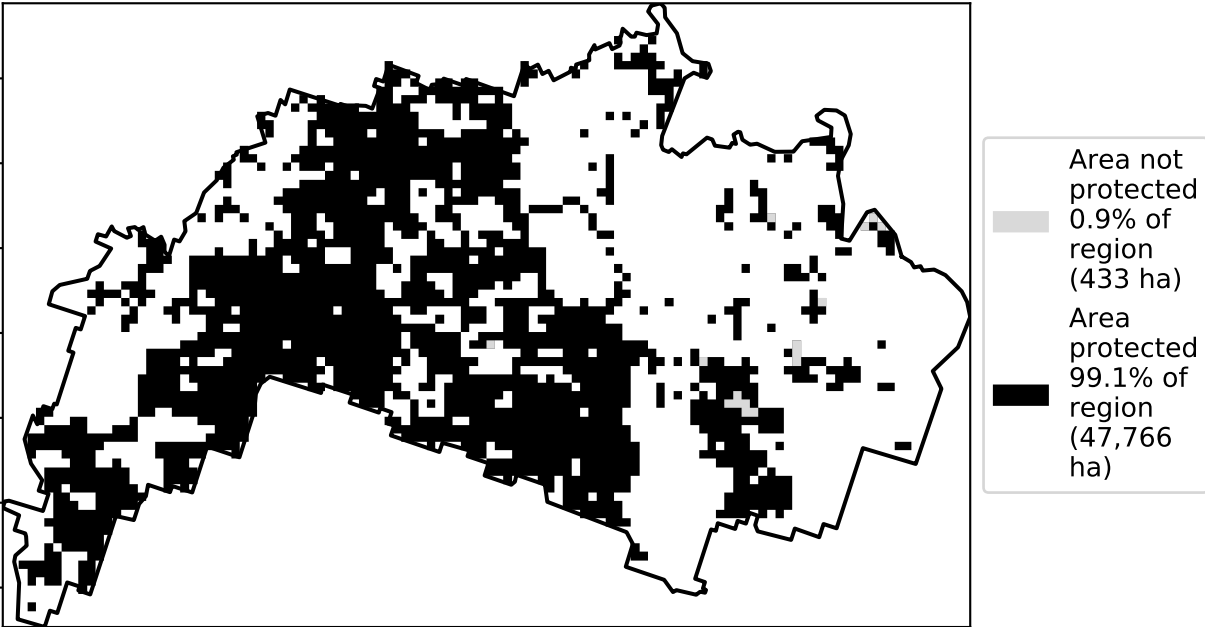 Area not
protected
0.9% of
region
(433 ha)
Area
protected
99.1% of
region
(47,766
ha)